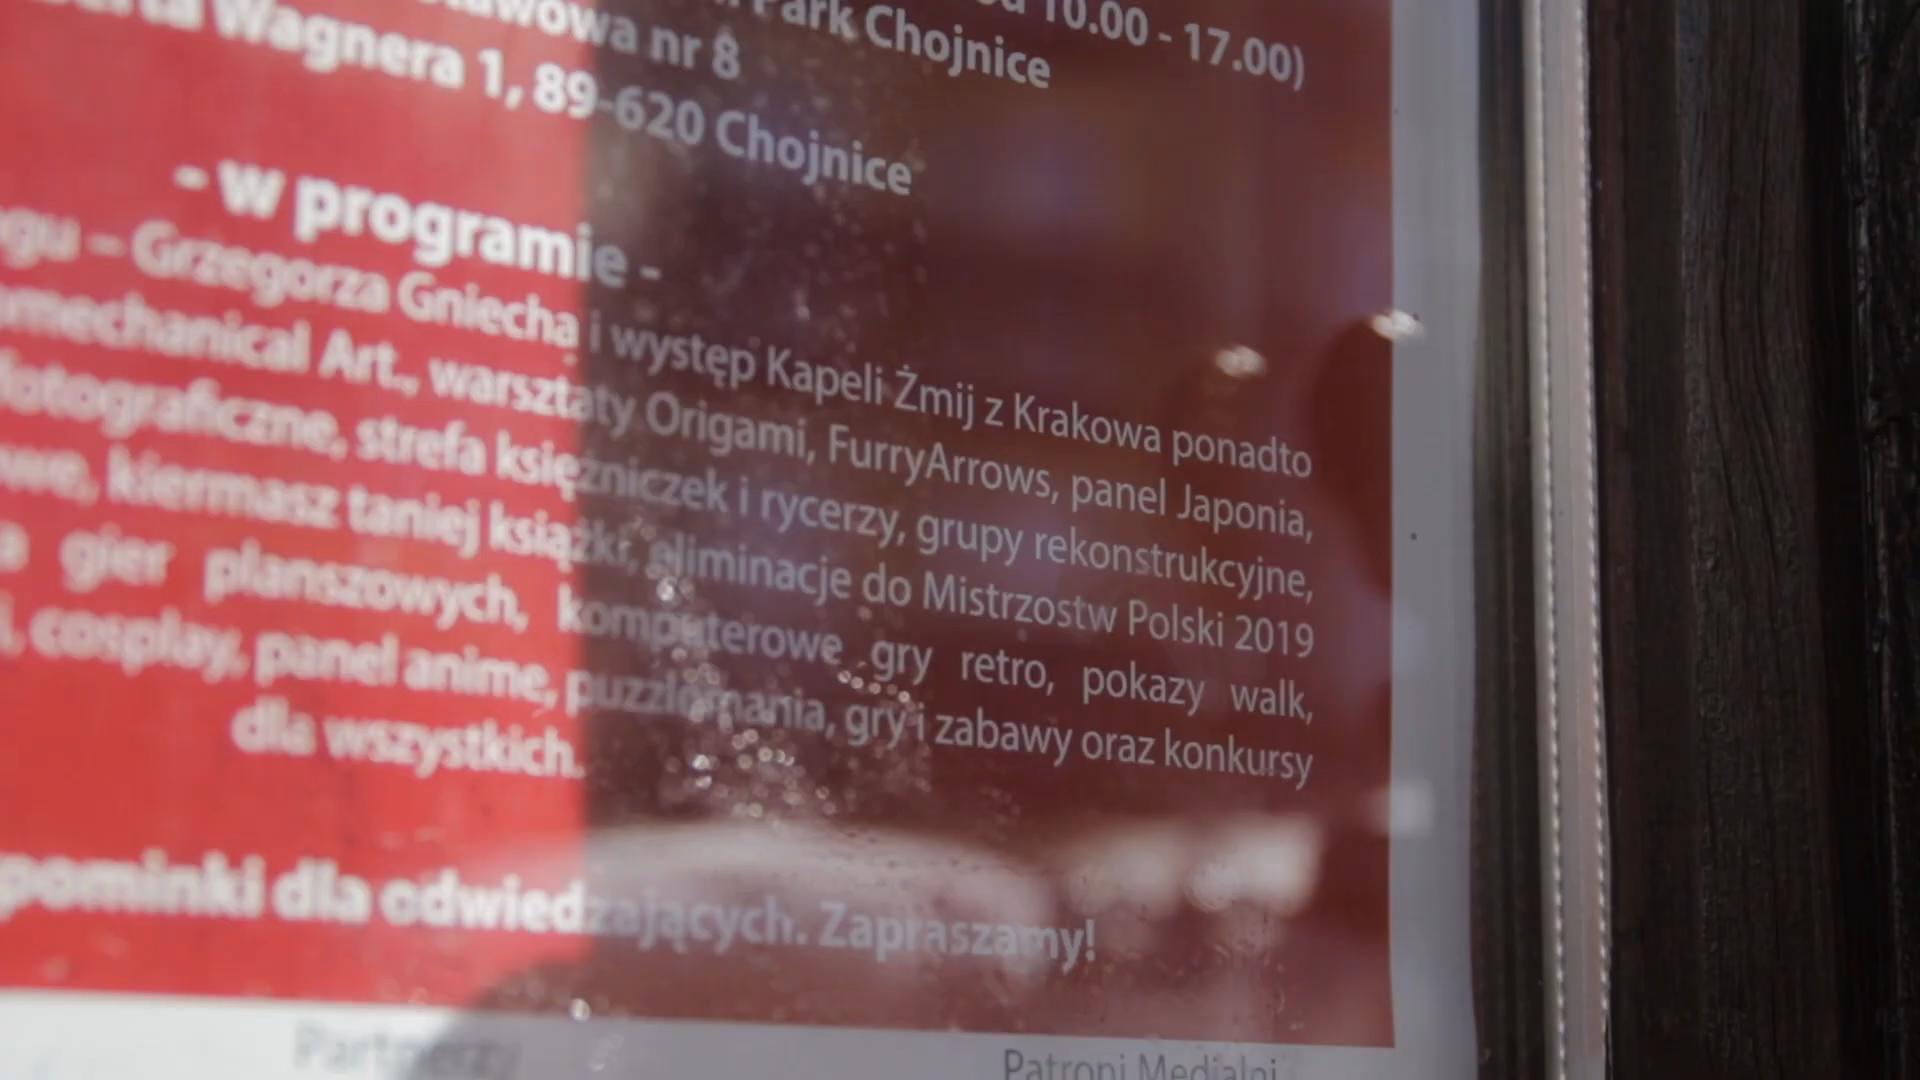 10.00 - 17.00)
Park Chojnice
nr 8
Wagnera 1, 89-620 Chojnice
- w programie -
– Grzegorza Gniecha i występ Kapeli Żmij z Krakowa ponadto
Art., warsztaty Origami, FurryArrows, panel Japonia,
fotograficzne, strefa księżniczek i rycerzy, grupy rekonstrukcyjne,
kiermasz taniej książki, eliminacje do Mistrzostw Polski 2019
gier planszowych, komputerowe gry retro, pokazy walk,
cosplay, panel anime, puzzlomania, gry i zabawy oraz konkursy
dla wszystkich.
dla odwiedzających. Zapraszamy!
Partnerzy
Patroni Medialni